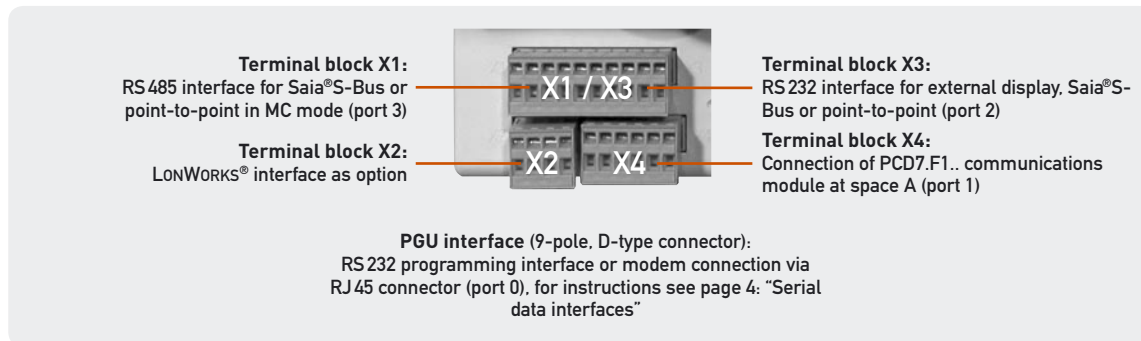 Terminal block X1:
RS 485 interface for Saia®S-Bus or
point-to-point in MC mode (port 3)
Terminal block X2:
LONWORKS® interface as option
X1 / X3
X2
X4
Terminal block X3:
RS 232 interface for external display, Saia®S-
Bus or point-to-point (port 2)
Terminal block X4:
Connection of PCD7.F1.. communications
module at space A (port 1)
PGU interface (9-pole, D-type connector):
RS 232 programming interface or modem connection via
RJ 45 connector (port 0), for instructions see page 4: “Serial
data interfaces”